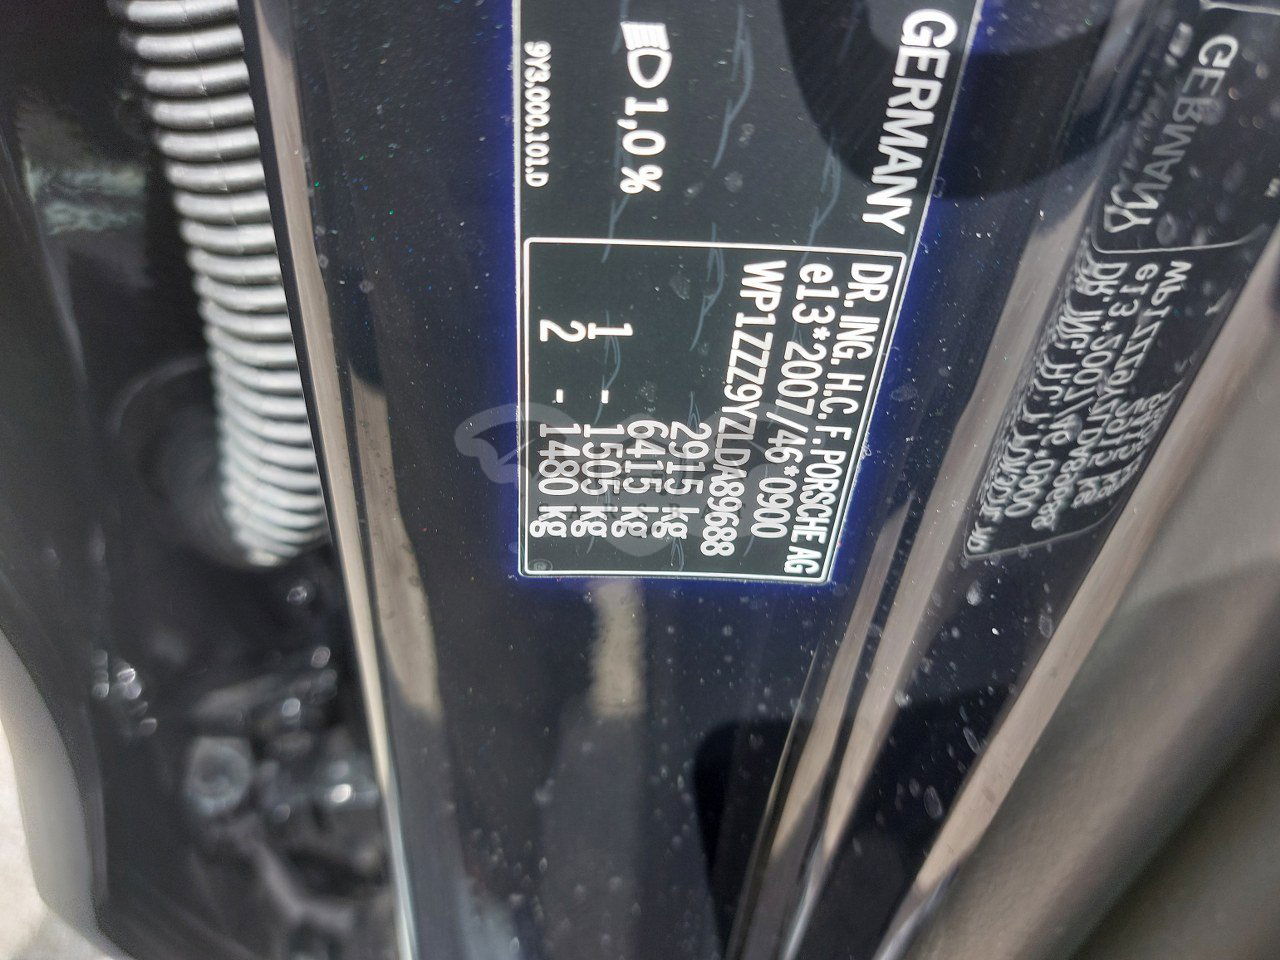 GERMANY
1,0 %
9Y3.000.101.D
DR. ING. H.C. F. PORSCHE AG
e13*2007/46*0900
WP1ZZZ9YZLDA89688
2915 kg
6415 kg
1 - 1505 kg
2 - 1480 kg